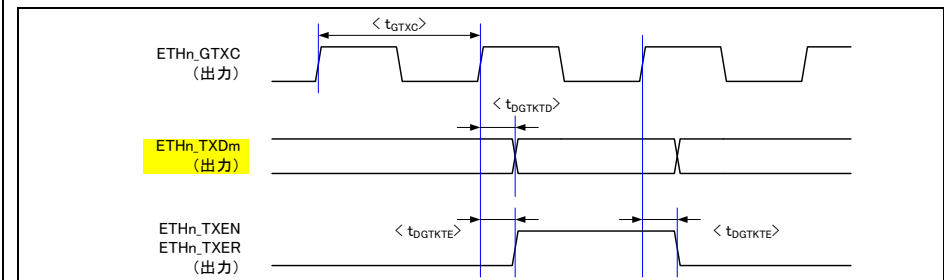 < tGTXC>
ETHn_GTXC
(出力)
< tDGTKTD>
ETHn_TXDm
(出力)
ETHn_TXEN
ETHn_TXER
(出力)
< tDGTKTE>
< tDGTKTE>